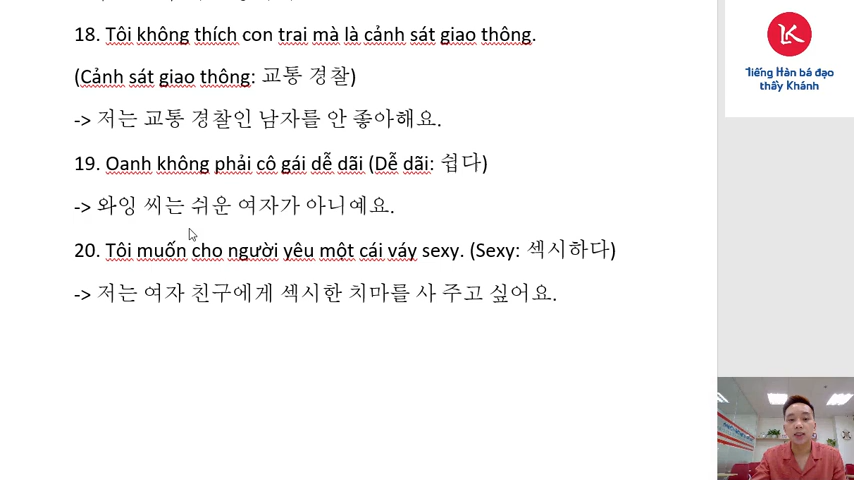 18. Tôi không thích con trai mà là cảnh sát giao thông.
(Cảnh sát giao thông: 교통 경찰)
-> 저는 교통 경찰인 남자를 안 좋아해요.
19. Oanh không phải cô gái dễ dãi (Dễ dãi: 쉽다)
-> 와잉 씨는 쉬운 여자가 아니예요.
20. Tôi muốn cho người yêu một cái váy sexy. (Sexy: 섹시하다)
-> 저는 여자 친구에게 섹시한 치마를 사 주고 싶어요.
LK
Tiếng Hàn bá đạo
thầy Khánh